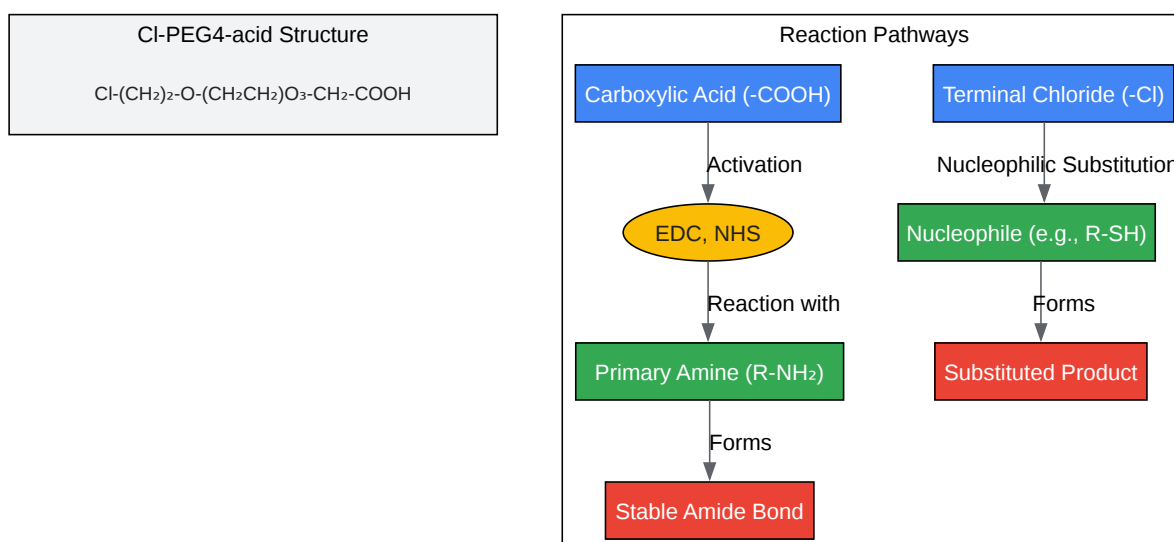 Cl-PEG4-acid Structure
Cl-(CH₂)₂-O-(CH₂CH₂)O₃-CH₂-COOH
Reaction Pathways
Carboxylic Acid (-COOH)
Terminal Chloride (-Cl)
Activation
Nucleophilic Substitution
EDC, NHS
Nucleophile (e.g., R-SH)
Reaction with
Forms
Primary Amine (R-NH₂)
Substituted Product
Forms
Stable Amide Bond